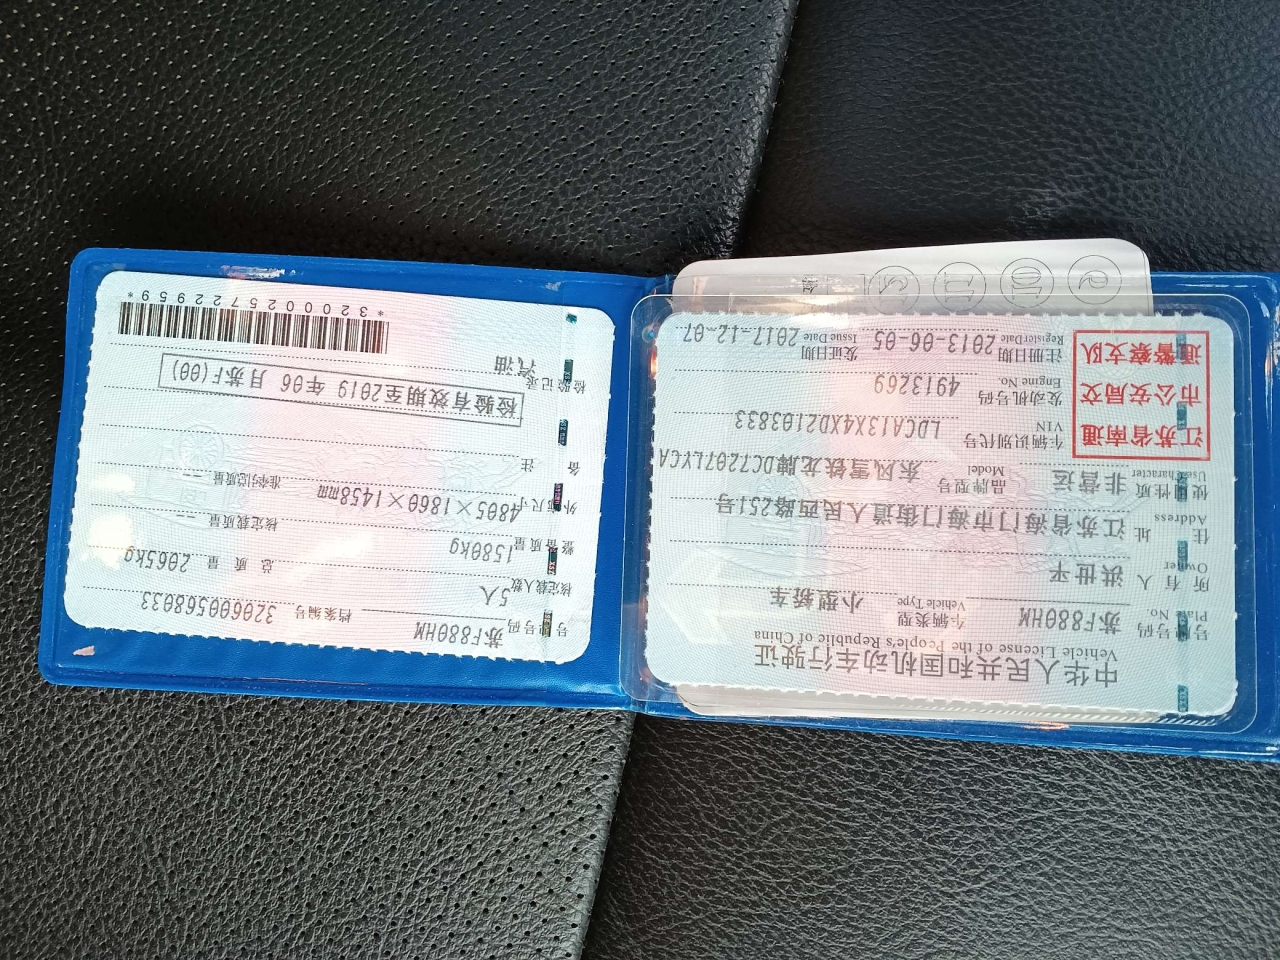 中华人民共和国机动车行驶证
Vehicle License of the People's Republic of China
号牌号码 苏F880HM 车辆类型 小型轿车
Plate No. Vehicle Type
所有人 洪世平
Owner
住址 江苏省海门市海门街道人民西路251号
Address
使用性质 非营运 品牌型号 东风雪铁龙牌DC7207LYCA
Use Character Model
江苏省南通
市公安局交
通警察支队
车辆识别代号 LDCA13X4XD2103833
VIN
发动机号码 4913269
Engine No.
注册日期 2013-06-05 发证日期 2017-12-07
Register Date Issue Date
号牌号码 苏F880HM 档案编号 320600568033
核定载人数 5人 总质量 2065kg
整备质量 1580kg 核定载质量 --
外廓尺寸 4805×1860×1458mm 准牵引总质量 --
备注
检验有效期至2019年06月苏F(00)
检验记录 汽油
*3200025722959*